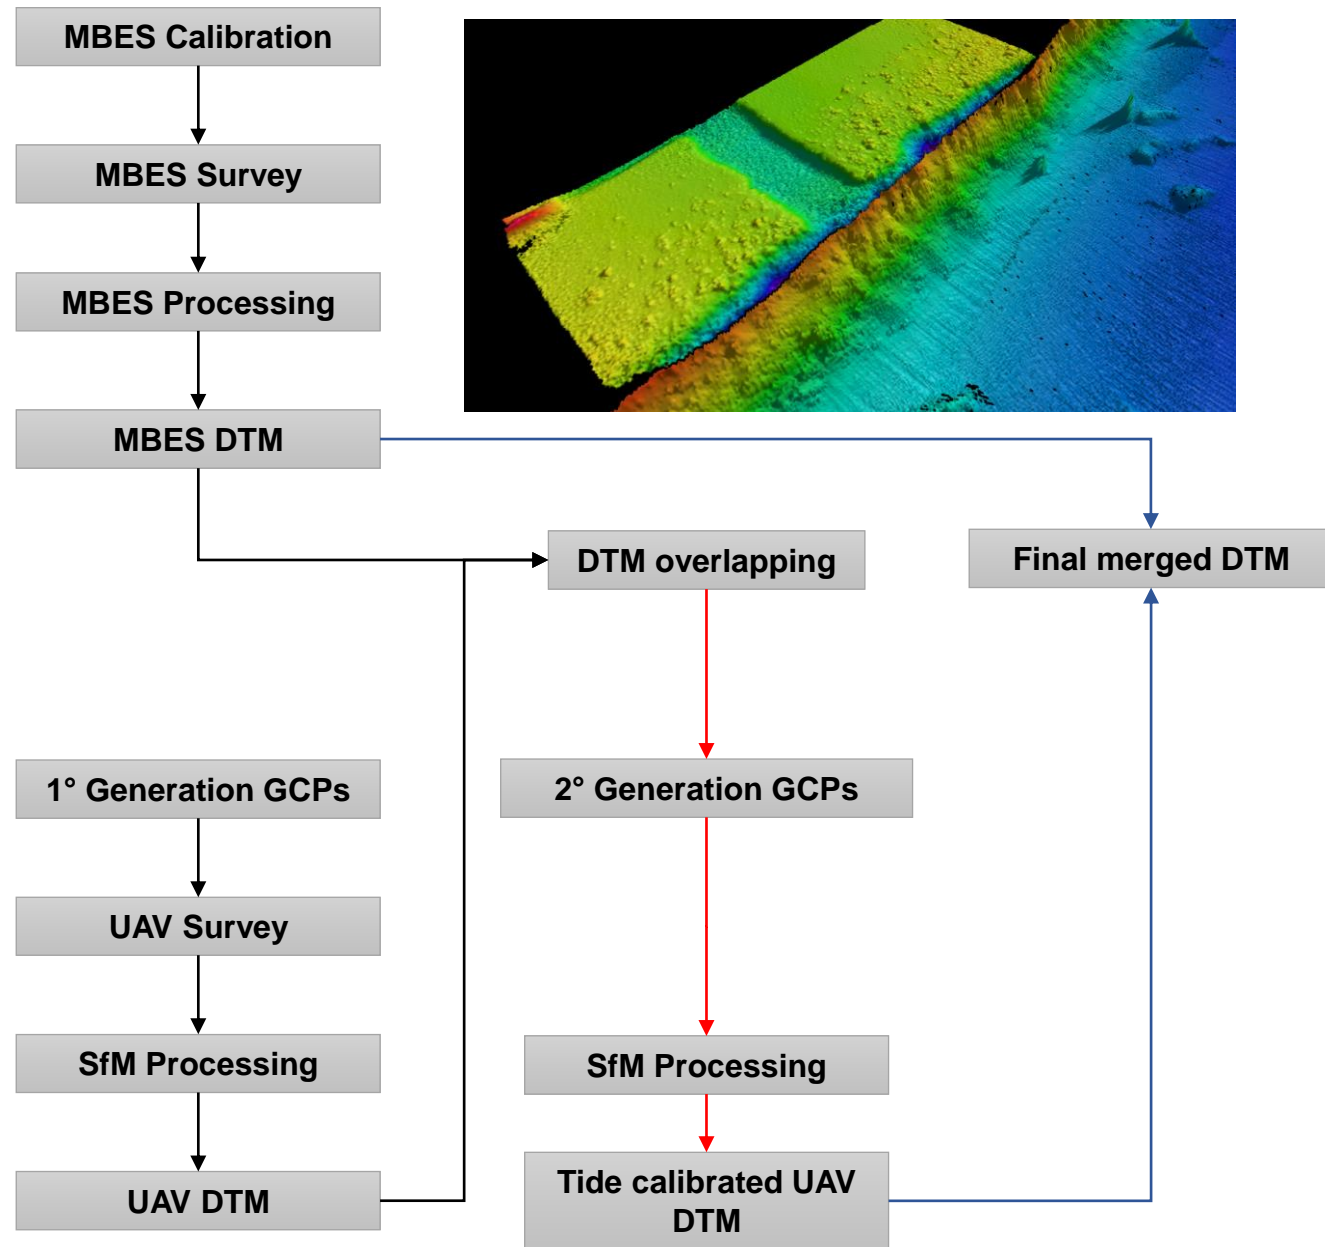 MBES Calibration
MBES Survey
MBES Processing
MBES DTM
DTM overlapping
Final merged DTM
1° Generation GCPs
2° Generation GCPs
UAV Survey
SfM Processing
SfM Processing
UAV DTM
Tide calibrated UAV
DTM